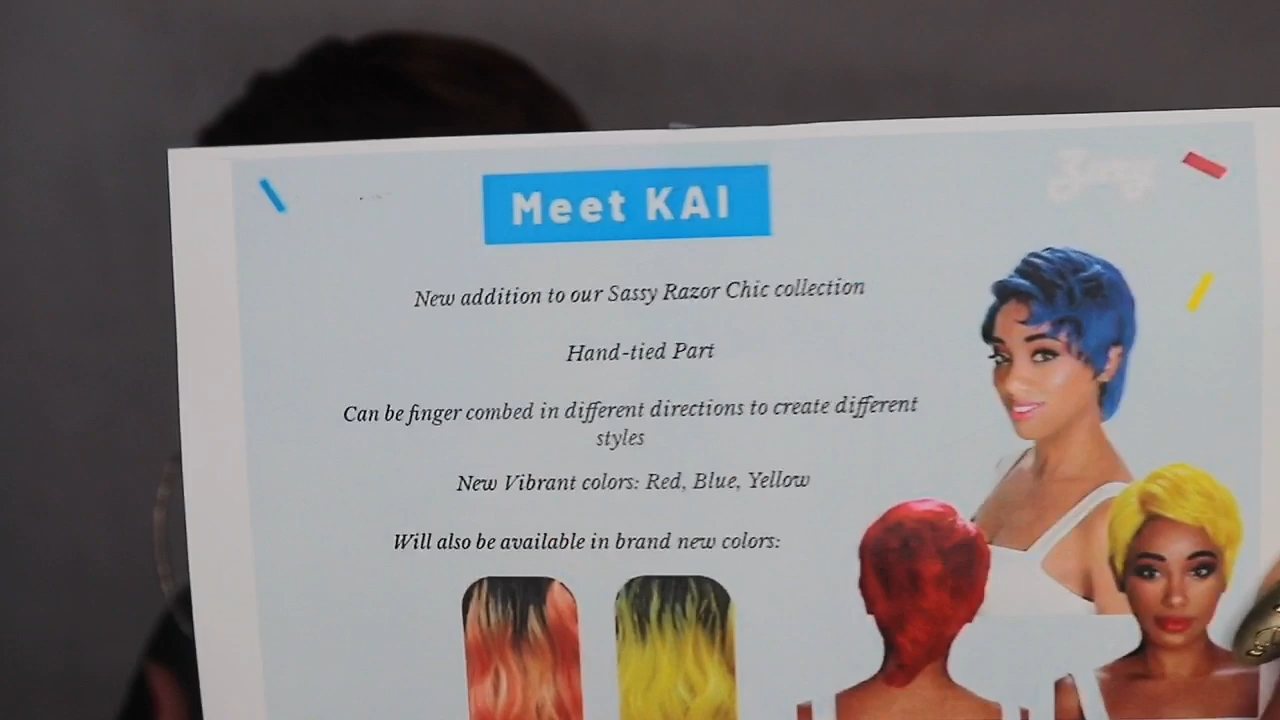 Sassy
Meet KAI
New addition to our Sassy Razor Chic collection
Hand-tied Part
Can be finger combed in different directions to create different
styles
New Vibrant colors: Red, Blue, Yellow
Will also be available in brand new colors: